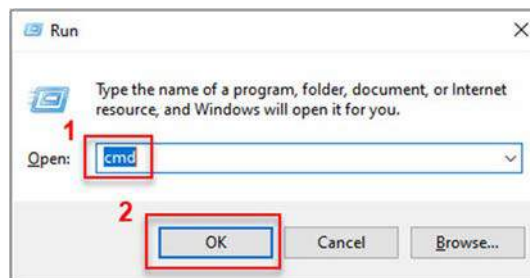 Run
Type the name of a program, folder, document, or Internet
resource, and Windows will open it for you.
1
Open: cmd
2
OK Cancel Browse...